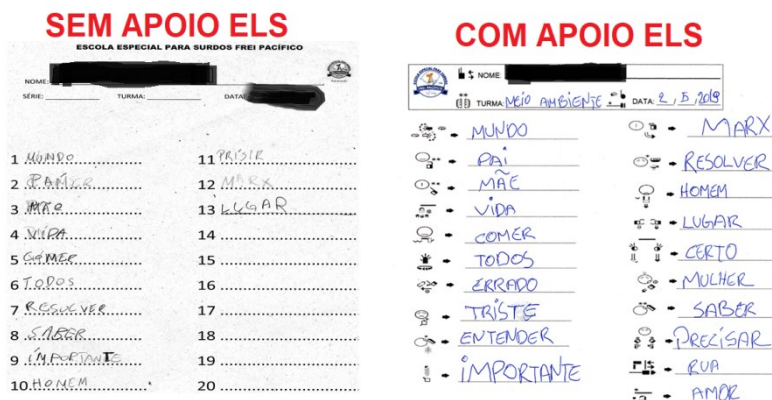 SEM APOIO ELS
ESCOLA ESPECIAL PARA SURDOS FREI PACÍFICO
NOME:
SÉRIE: TURMA: DATA
1 MUNDO
2 PAMER
3 MÃO
4 VIDA
5 COMER
6 TODOS
7 RESOLVER
8 SABER
9 IMPORTANTE
10 HOMEM
11 PRISIR
12 MARX
13 LUGAR
14
15
16
17
18
19
20
COM APOIO ELS
NOME:
TURMA: MEIO AMBIENTE DATA: 2, 5, 2019
MUNDO
PAI
MÃE
VIDA
COMER
TODOS
ERRADO
TRISTE
ENTENDER
IMPORTANTE
MARX
RESOLVER
HOMEM
LUGAR
CERTO
MULHER
SABER
PRECISAR
RUA
AMOR